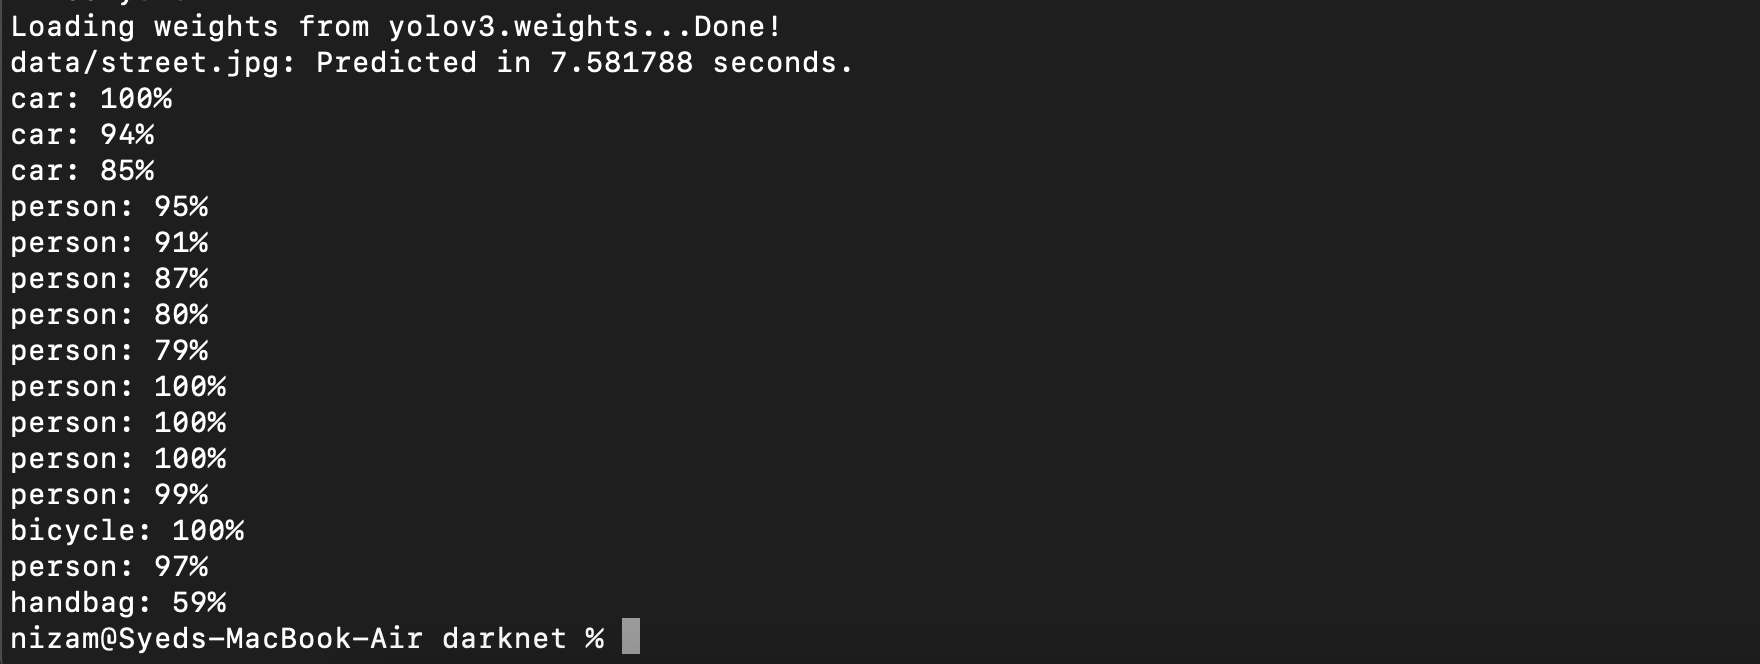 Loading weights from yolov3.weights...Done!
data/street.jpg: Predicted in 7.581788 seconds.
car: 100%
car: 94%
car: 85%
person: 95%
person: 91%
person: 87%
person: 80%
person: 79%
person: 100%
person: 100%
person: 100%
person: 99%
bicycle: 100%
person: 97%
handbag: 59%
nizam@Syeds-MacBook-Air darknet %